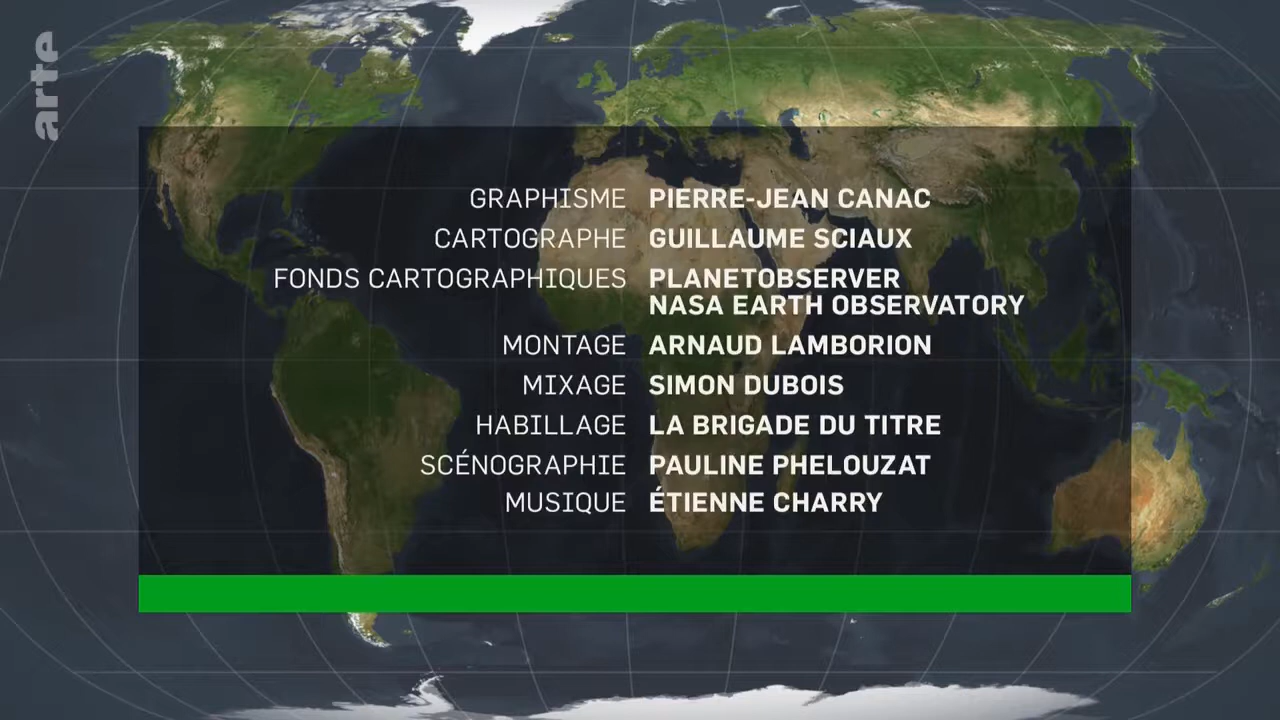 arte
GRAPHISME PIERRE-JEAN CANAC
CARTOGRAPHE GUILLAUME SCIAUX
FONDS CARTOGRAPHIQUES PLANETOBSERVER
NASA EARTH OBSERVATORY
MONTAGE ARNAUD LAMBORION
MIXAGE SIMON DUBOIS
HABILLAGE LA BRIGADE DU TITRE
SCÉNOGRAPHIE PAULINE PHELOUZAT
MUSIQUE ÉTIENNE CHARRY